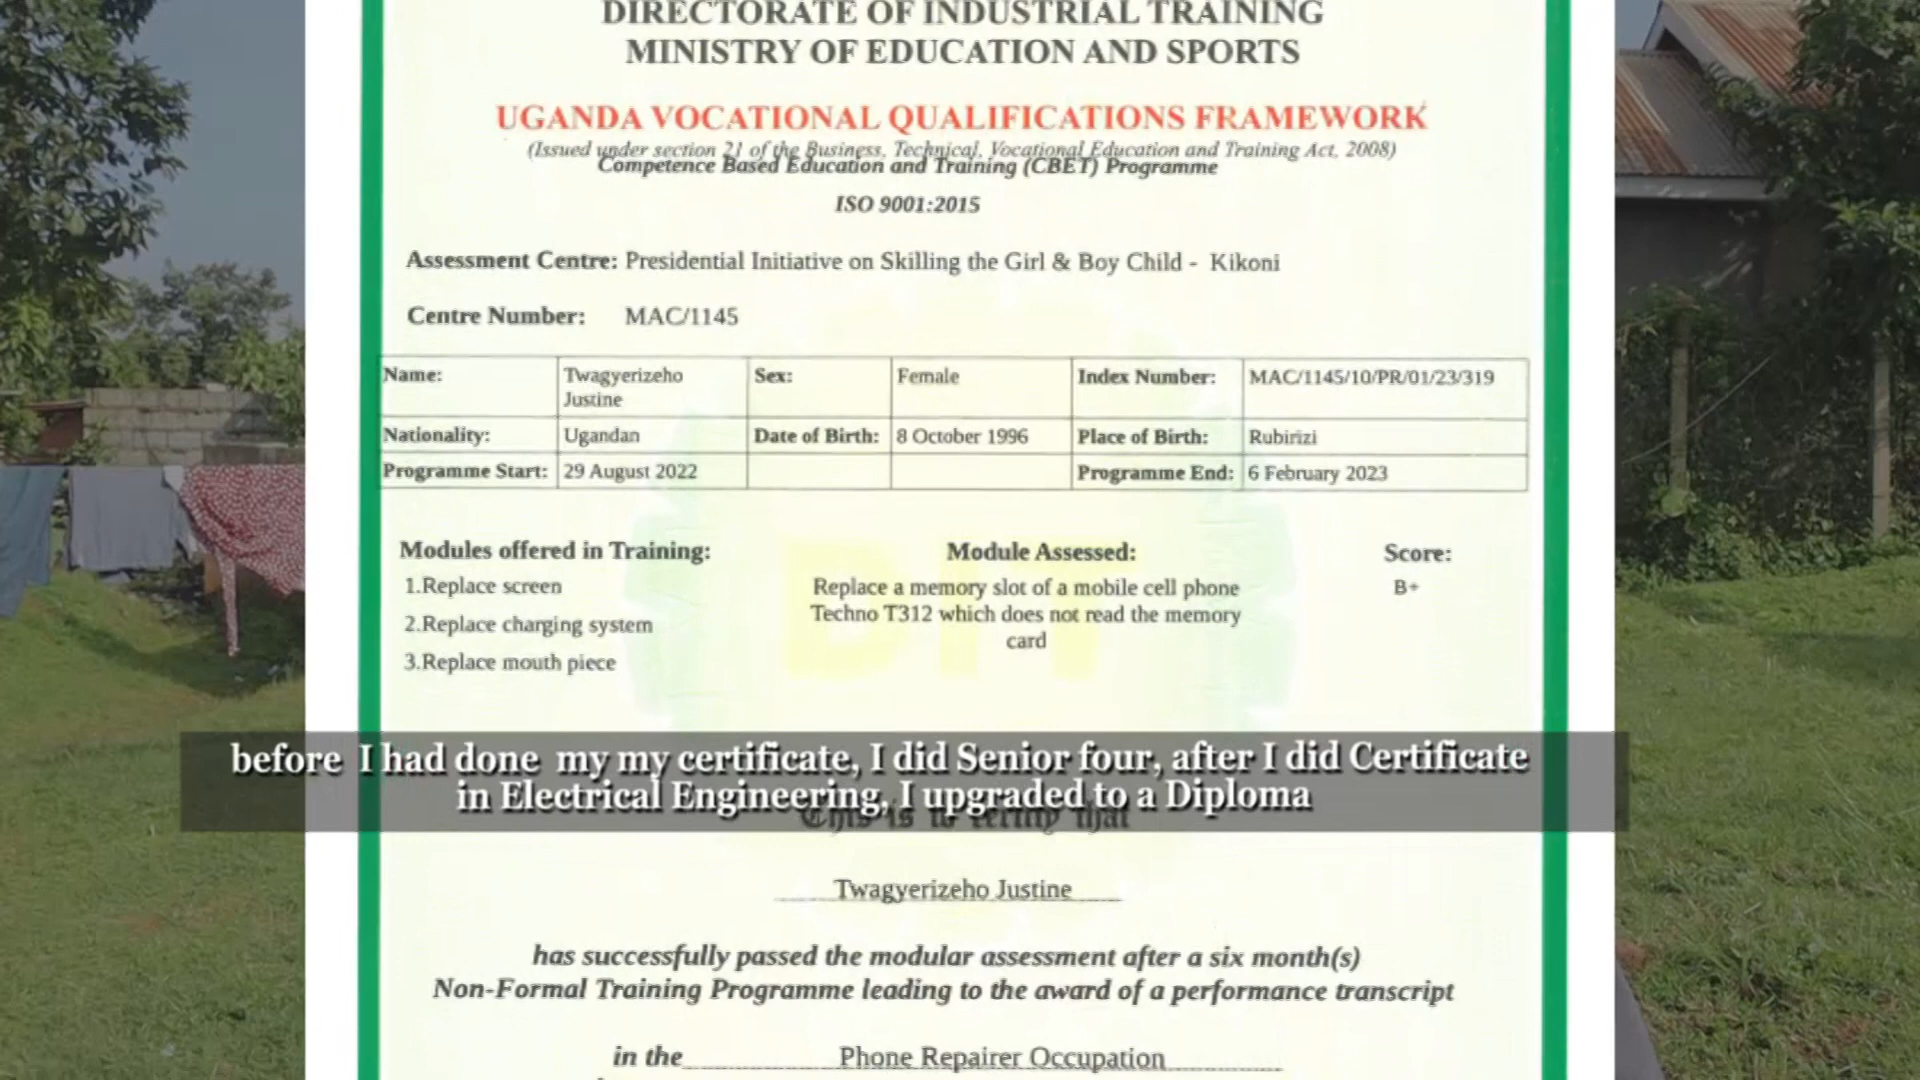 DIRECTORATE OF INDUSTRIAL TRAINING
MINISTRY OF EDUCATION AND SPORTS
UGANDA VOCATIONAL QUALIFICATIONS FRAMEWORK
(Issued under section 21 of the Business, Technical, Vocational Education and Training Act, 2008)
Competence Based Education and Training (CBET) Programme
ISO 9001:2015
Assessment Centre: Presidential Initiative on Skilling the Girl & Boy Child - Kikoni
Centre Number: MAC/1145
Name: Twagyerizeho Justine Sex: Female Index Number: MAC/1145/10/PR/01/23/319
Nationality: Ugandan Date of Birth: 8 October 1996 Place of Birth: Rubirizi
Programme Start: 29 August 2022 Programme End: 6 February 2023
Modules offered in Training: Module Assessed: Score:
1.Replace screen Replace a memory slot of a mobile cell phone B+
2.Replace charging system Techno T312 which does not read the memory
3.Replace mouth piece card
DIT
before I had done my my certificate, I did Senior four, after I did Certificate
in Electrical Engineering, I upgraded to a Diploma
This is to certify that
Twagyerizeho Justine
has successfully passed the modular assessment after a six month(s)
Non-Formal Training Programme leading to the award of a performance transcript
in the Phone Repairer Occupation